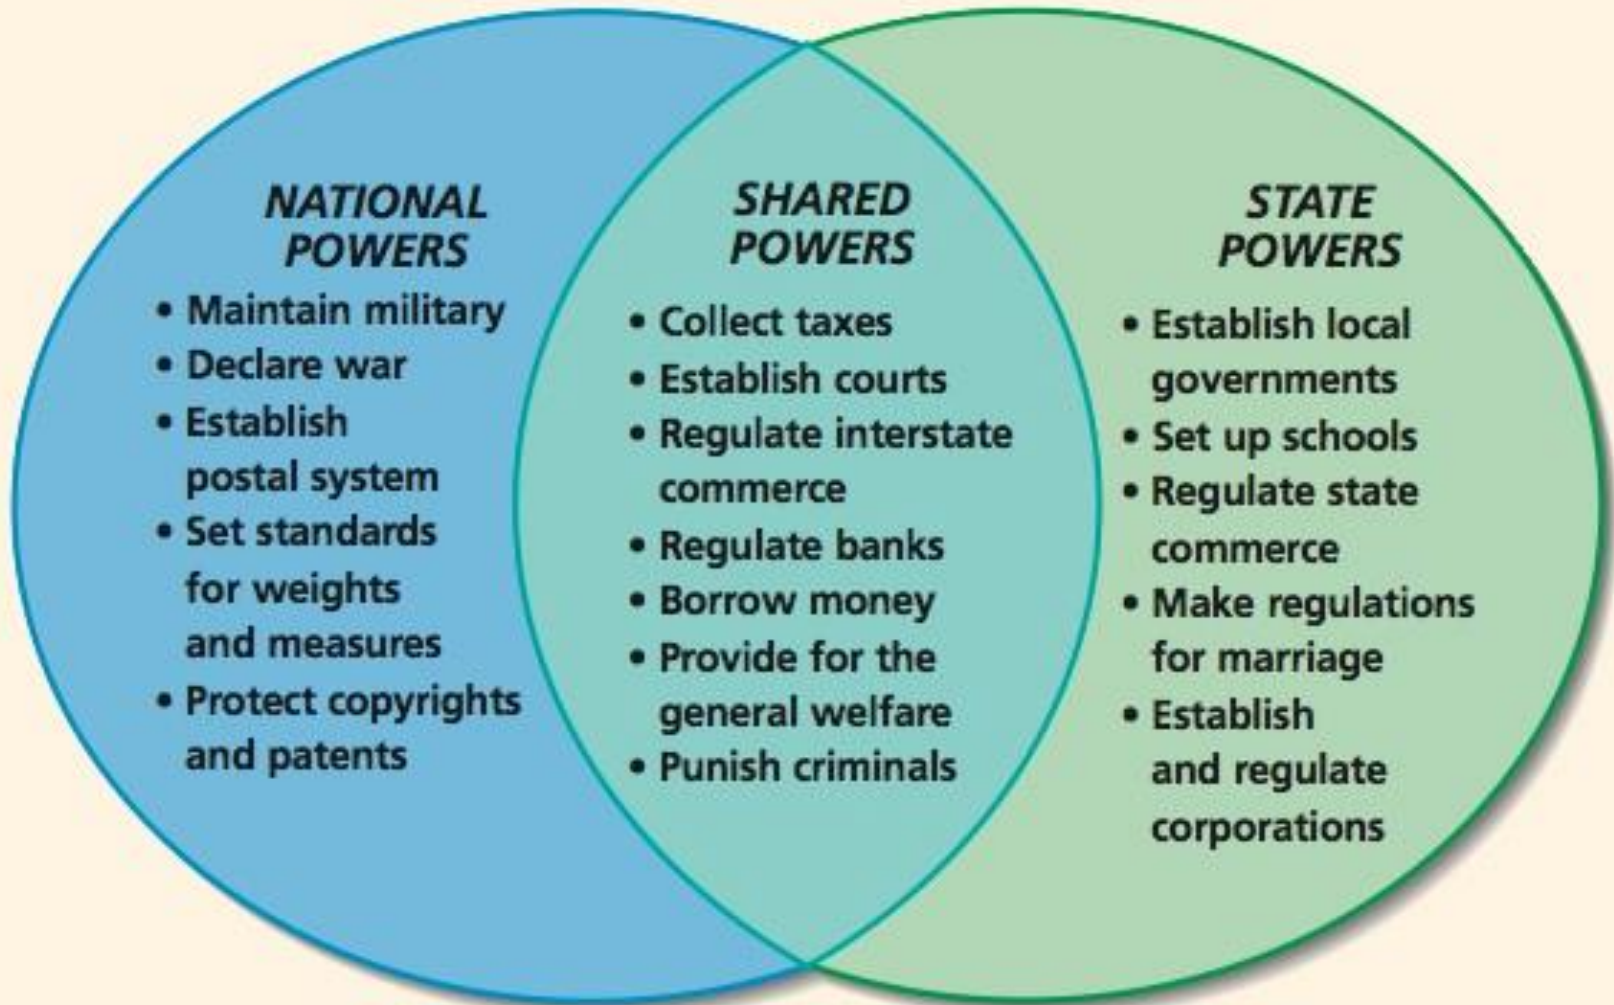 NATIONAL
POWERS
• Maintain military
• Declare war
• Establish
postal system
• Set standards
for weights
and measures
• Protect copyrights
and patents
SHARED
POWERS
• Collect taxes
• Establish courts
• Regulate interstate
commerce
• Regulate banks
• Borrow money
• Provide for the
general welfare
• Punish criminals
STATE
POWERS
• Establish local
governments
• Set up schools
• Regulate state
commerce
• Make regulations
for marriage
• Establish
and regulate
corporations